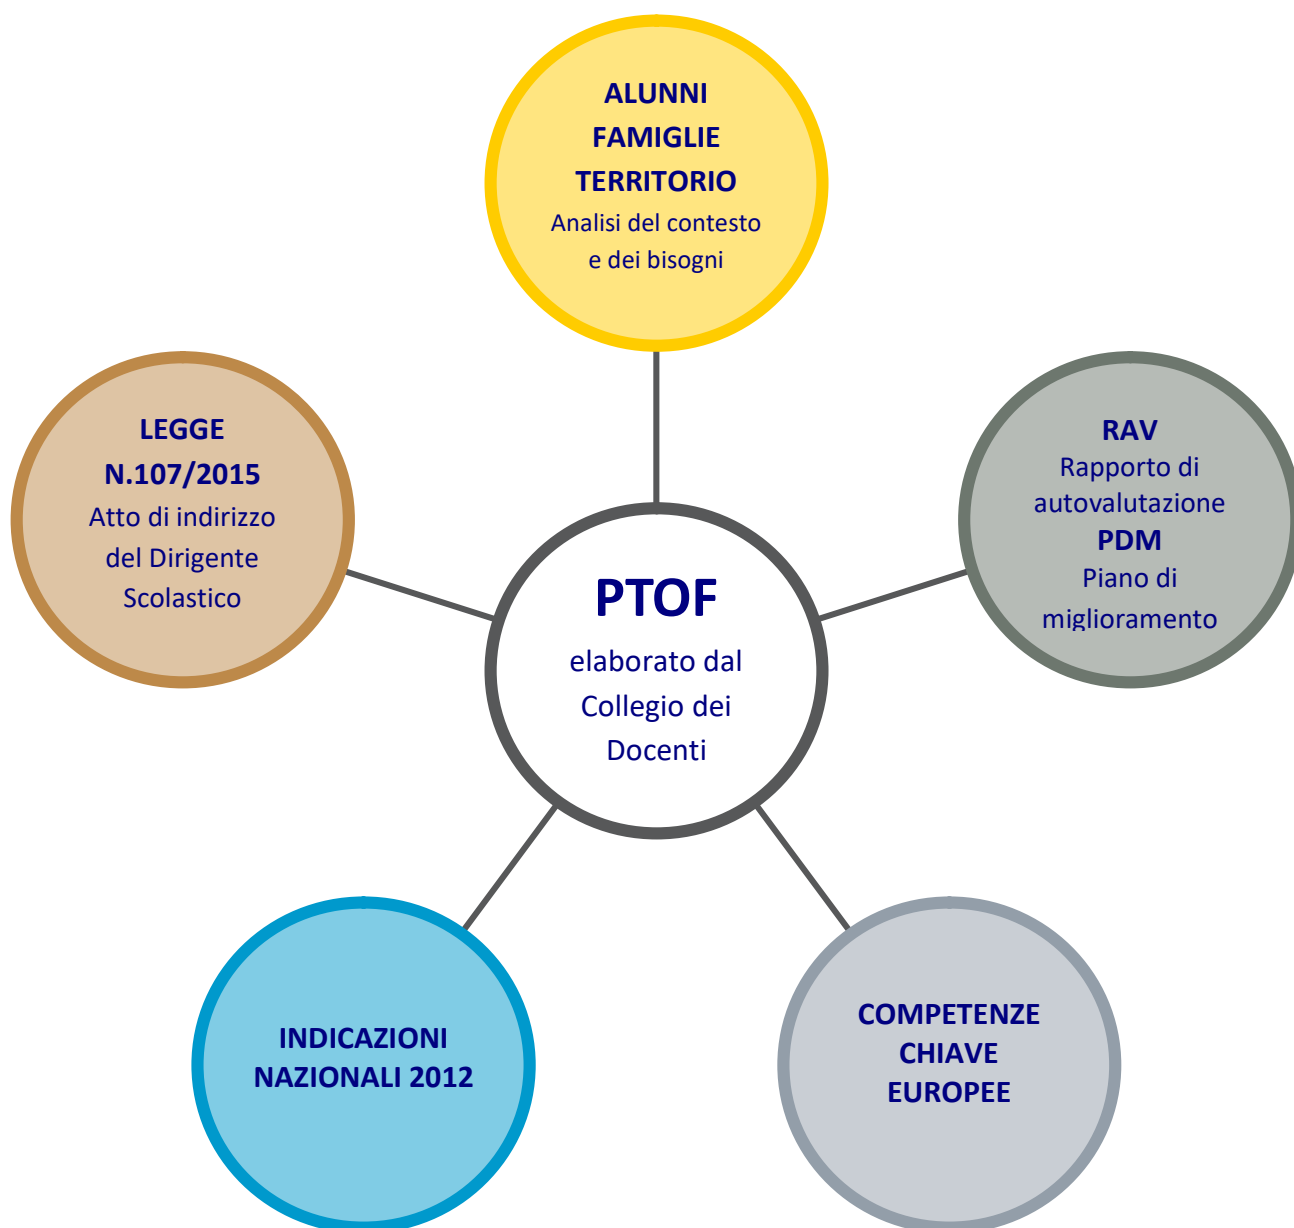 ALUNNI
FAMIGLIE
TERRITORIO
Analisi del contesto
e dei bisogni
LEGGE
N.107/2015
Atto di indirizzo
del Dirigente
Scolastico
RAV
Rapporto di
autovalutazione
PDM
Piano di
miglioramento
PTOF
elaborato dal
Collegio dei
Docenti
INDICAZIONI
NAZIONALI 2012
COMPETENZE
CHIAVE
EUROPEE